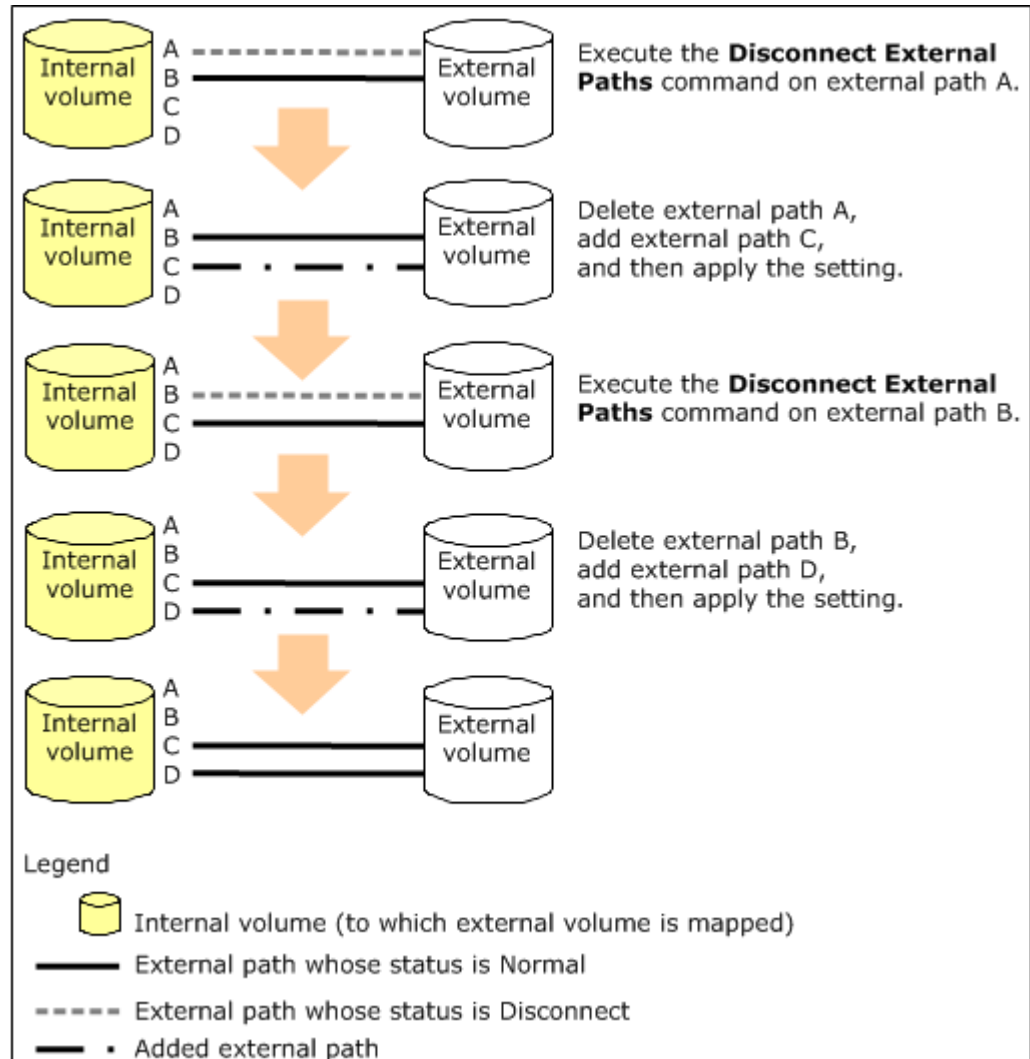 Internal
volume
A
B
C
D
External
volume
Execute the Disconnect External
Paths command on external path A.
Internal
volume
A
B
C
D
External
volume
Delete external path A,
add external path C,
and then apply the setting.
Internal
volume
A
B
C
D
External
volume
Execute the Disconnect External
Paths command on external path B.
Internal
volume
A
B
C
D
External
volume
Delete external path B,
add external path D,
and then apply the setting.
Internal
volume
A
B
C
D
External
volume
Legend
Internal volume (to which external volume is mapped)
External path whose status is Normal
External path whose status is Disconnect
Added external path